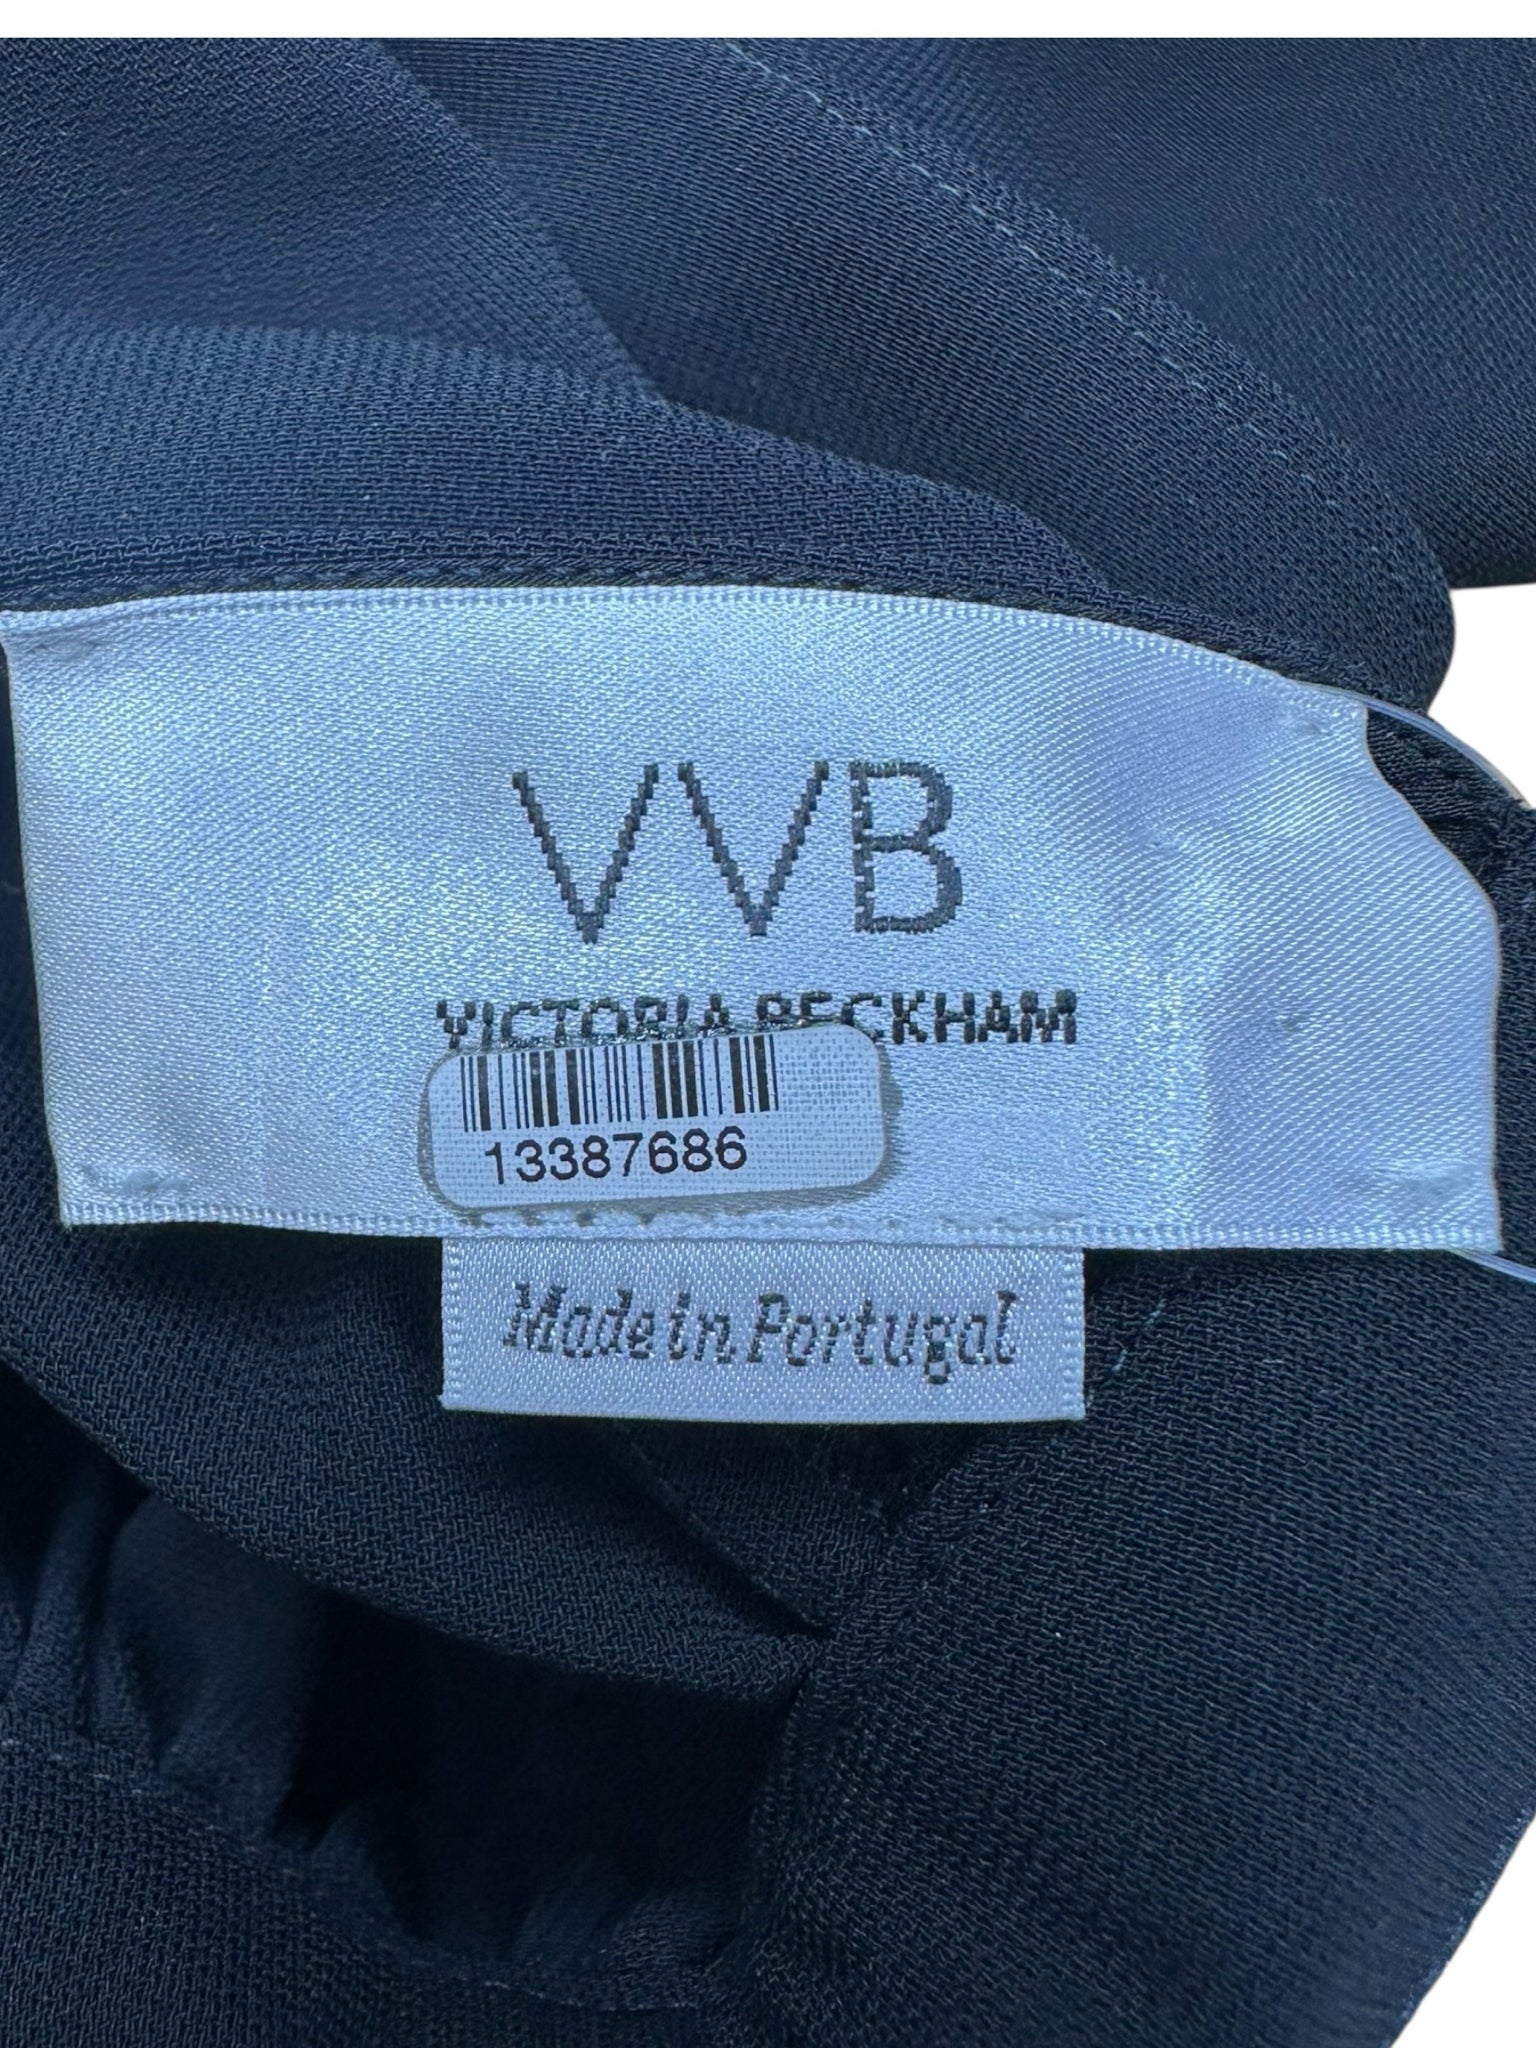 VVB
VICTORIA BECKHAM
13387686
Made in Portugal